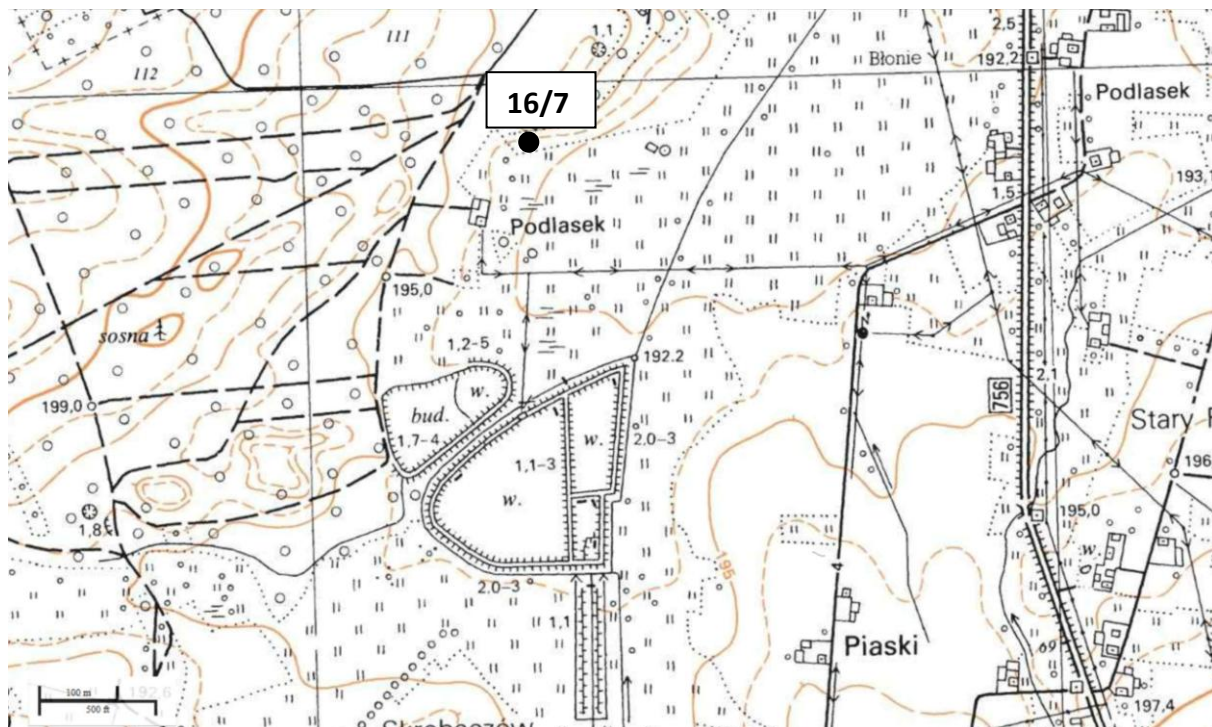 111
1,1
2,5
192,2
Błonie
112
16/7
Podlasek
1,5
193,1
Podlasek
195,0
sosna
1,2-5
192.2
w.
756
2,1
199,0
bud.
w.
Stary
1,7-4
1,1-3
2.0-3
w.
196
1,8
195,0
w.
195
2.0-3
4
1,1
Piaski
69
100 m
192,6
500 ft
197,4